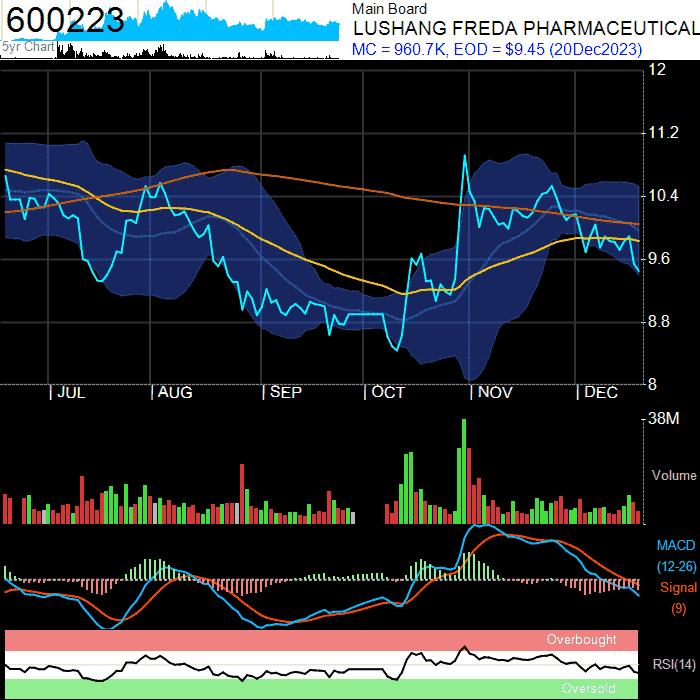 600223
5yr Chart
Main Board
LUSHANG FREDA PHARMACEUTICAL
MC = 960.7K, EOD = $9.45 (20Dec2023)
12
11.2
10.4
9.6
8.8
8
JUL AUG SEP OCT NOV DEC
38M
Volume
MACD
(12-26)
Signal
(9)
Overbought
RSI(14)
Oversold